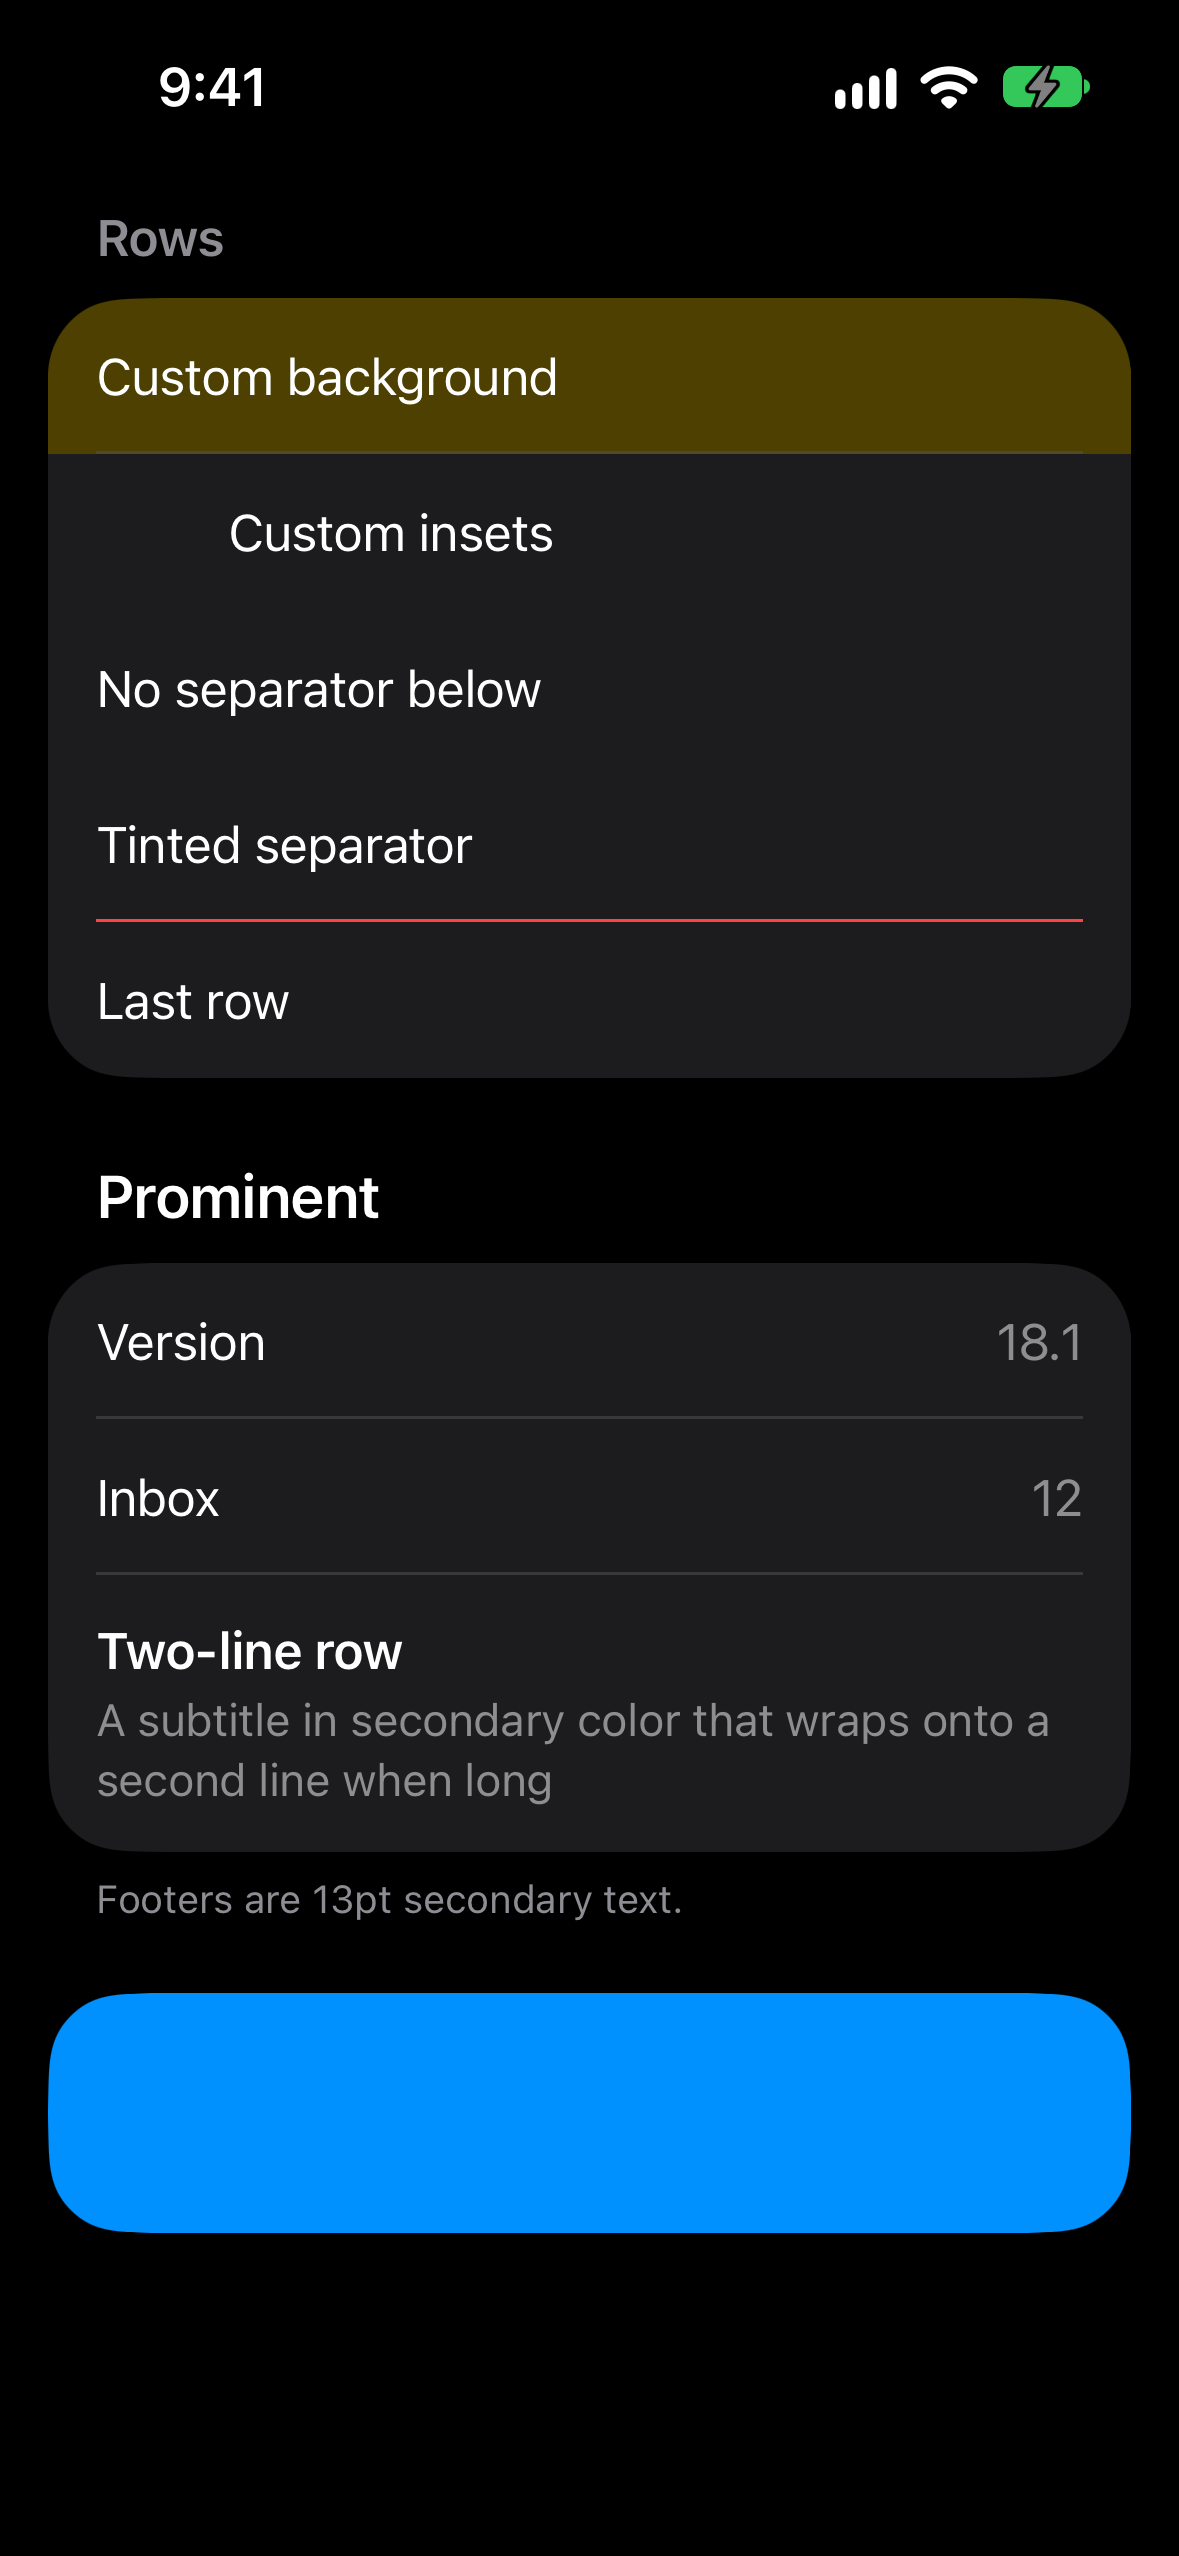 9:41
Rows
Custom background
Custom insets
No separator below
Tinted separator
Last row
Prominent
Version 18.1
Inbox 12
Two-line row
A subtitle in secondary color that wraps onto a
second line when long
Footers are 13pt secondary text.